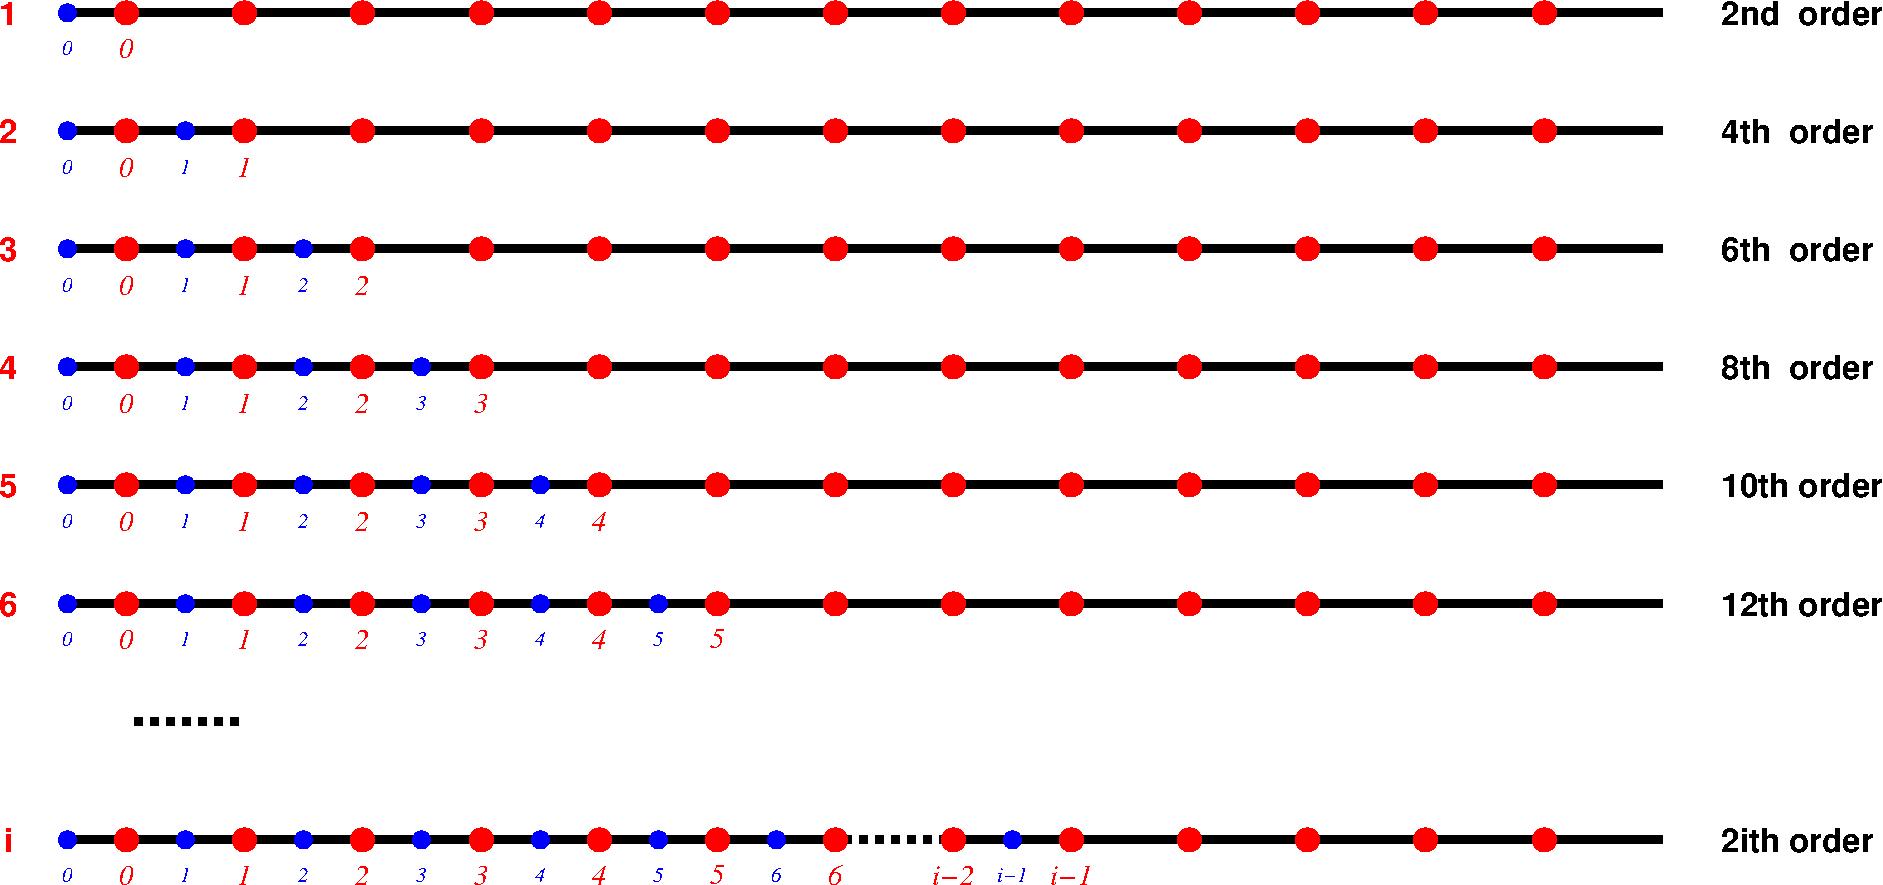 1 2nd order
0 0
2 4th order
0 0 1 1
3 6th order
0 0 1 1 2 2
4 8th order
0 0 1 1 2 2 3 3
5 10th order
0 0 1 1 2 2 3 3 4 4
6 12th order
0 0 1 1 2 2 3 3 4 4 5 5
i 2ith order
0 0 1 1 2 2 3 3 4 4 5 5 6 6 i−2 i−1 i−1